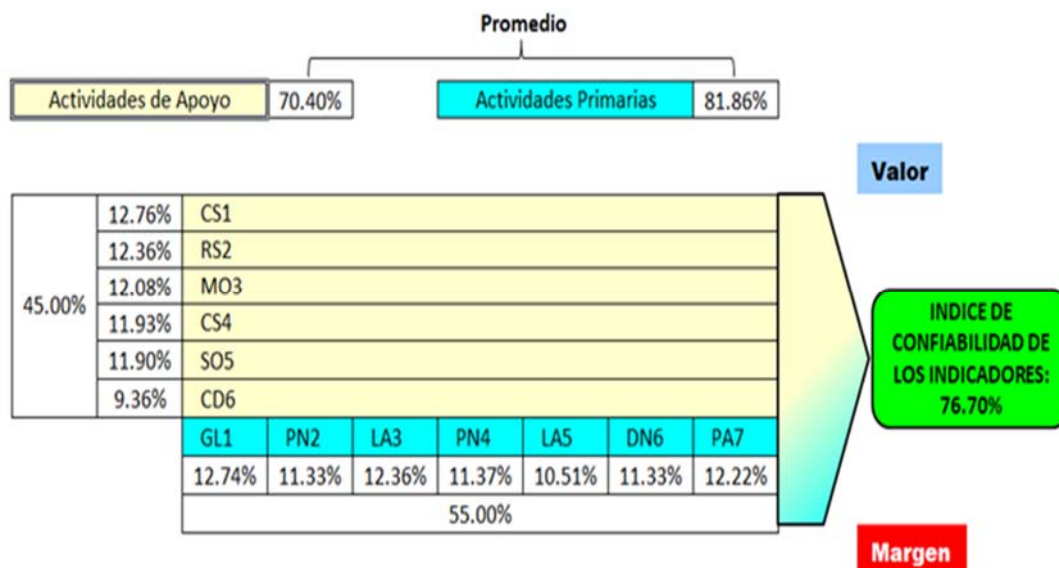 Promedio
Actividades de Apoyo 70.40% Actividades Primarias 81.86%
Valor
12.76% CS1
12.36% RS2
12.08% MO3
45.00%
11.93% CS4
11.90% SO5
9.36% CD6
INDICE DE
CONFIABILIDAD DE
LOS INDICADORES:
76.70%
GL1 PN2 LA3 PN4 LA5 DN6 PA7
12.74% 11.33% 12.36% 11.37% 10.51% 11.33% 12.22%
55.00%
Margen